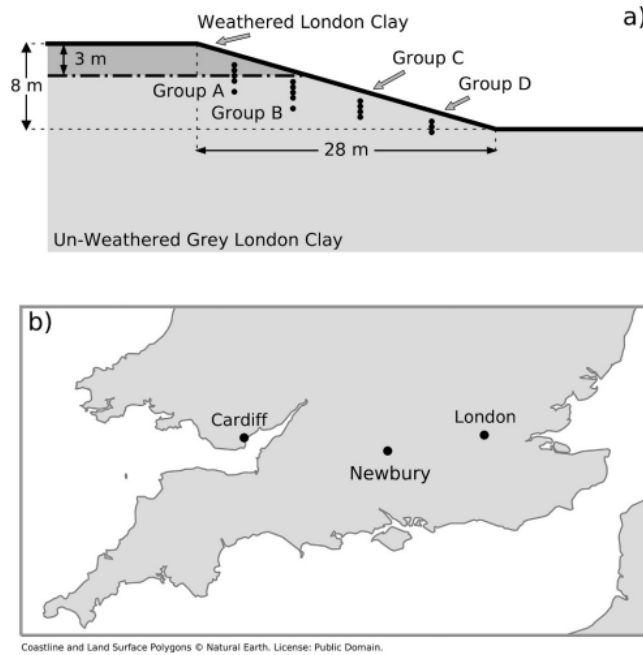 a)
Weathered London Clay
3 m
Group C
8 m
Group D
Group A
Group B
28 m
Un-Weathered Grey London Clay
b)
Cardiff
London
Newbury
Coastline and Land Surface Polygons © Natural Earth. License: Public Domain.